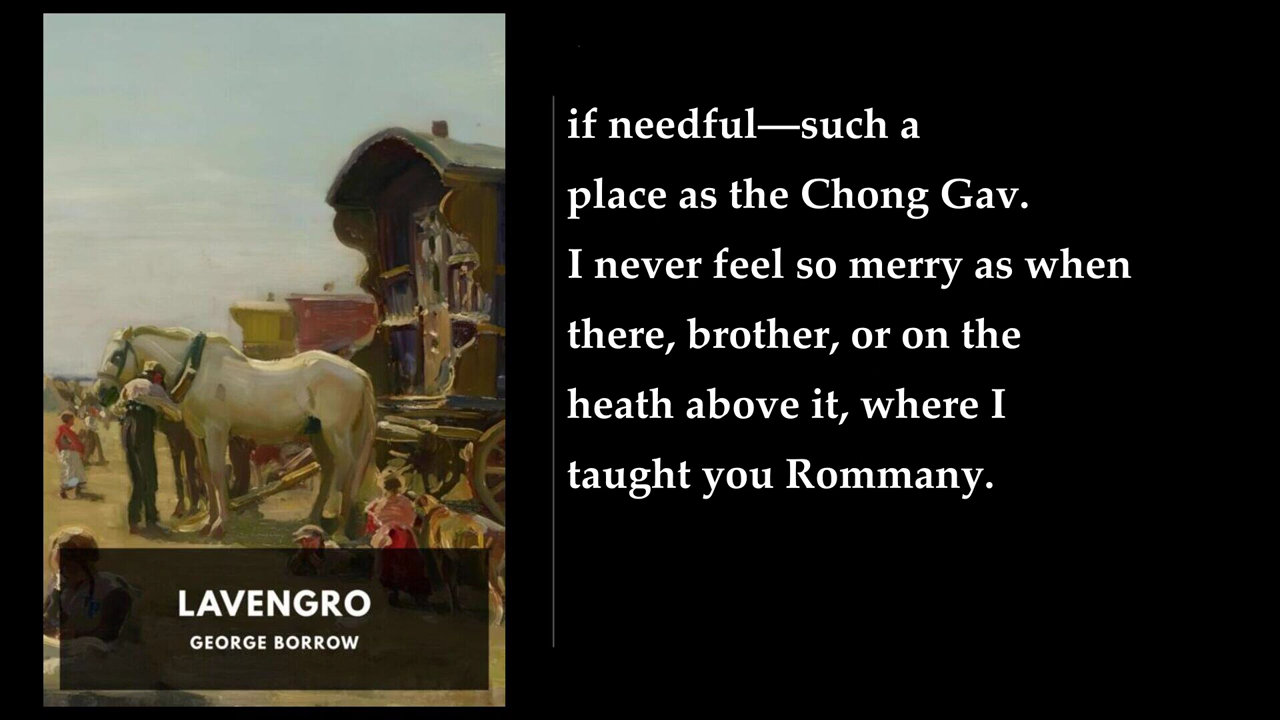 LAVENGRO
GEORGE BORROW
if needful—such a
place as the Chong Gav.
I never feel so merry as when
there, brother, or on the
heath above it, where I
taught you Rommany.